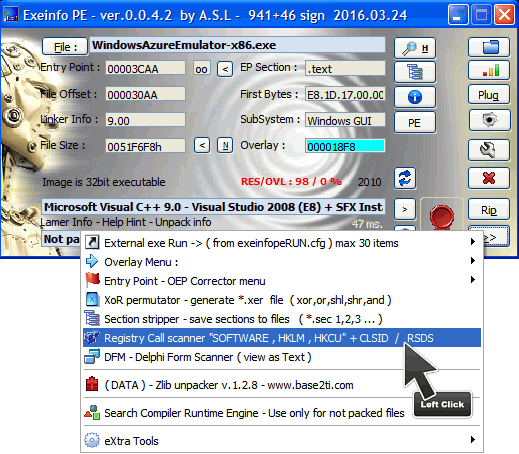 Exeinfo PE - ver.0.0.4.2 by A.S.L - 941+46 sign 2016.03.24
File : WindowsAzureEmulator-x86.exe H
Entry Point : 00003CAA oo < EP Section : .text
File Offset : 000030AA First Bytes : E8.1D.17.00.00 Plug
Linker Info : 9.00 SubSystem : Windows GUI PE
File Size : 0051F6F8h < N Overlay : 000018F8
Image is 32bit executable RES/OVL : 98 / 0 % 2010
Microsoft Visual C++ 9.0 - Visual Studio 2008 (E8) + SFX Inst > Rip
Lamer Info - Help Hint - Unpack info 47 ms.
Not pa >>
External exe Run -> ( from exeinfopeRUN.cfg ) max 30 items
Overlay Menu :
Entry Point - OEP Corrector menu
XoR permutator - generate *.xer file ( xor,or,shl,shr,and )
Section stripper - save sections to files ( *.sec 1,2,3 ... )
Registry Call scanner "SOFTWARE , HKLM , HKCU" + CLSID / RSDS
DFM - Delphi Form Scanner ( view as Text )
Left Click
(DATA) - Zlib unpacker v.1.2.8 - www.base2ti.com
Search Compiler Runtime Engine - Use only for not packed files
eXtra Tools